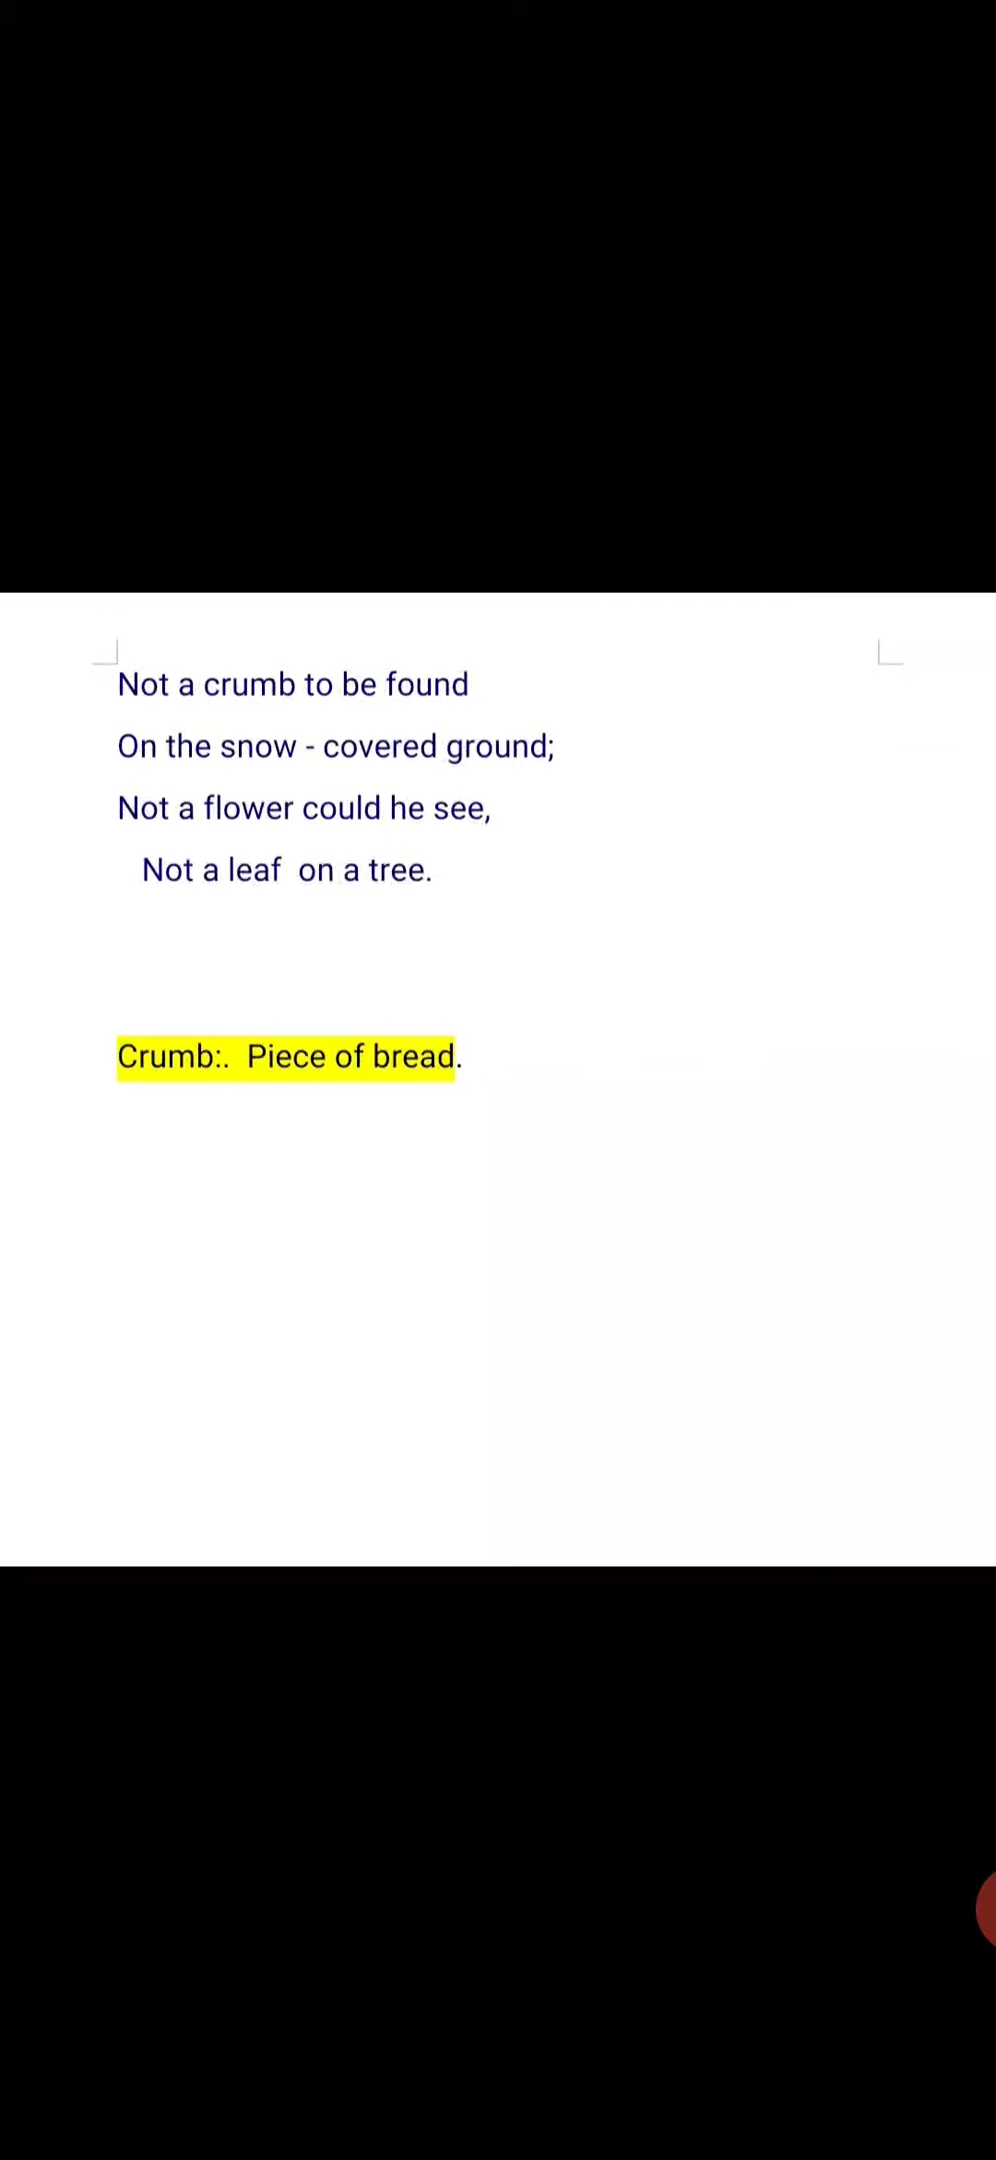 Not a crumb to be found
On the snow - covered ground;
Not a flower could he see,
Not a leaf  on a tree.
Crumb:.  Piece of bread.